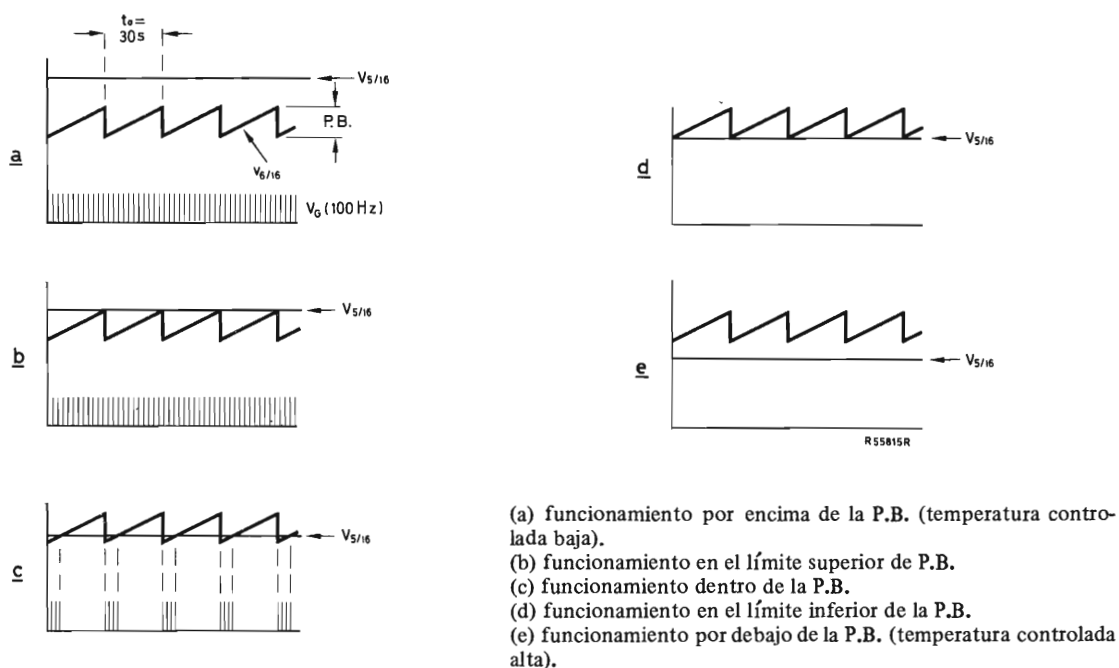 t₀=
30s
V5/16
P.B.
V6/16
a
VG (100 Hz)
V5/16
b
V5/16
c
V5/16
d
V5/16
e
R55815R
(a) funcionamiento por encima de la P.B. (temperatura contro-
lada baja).
(b) funcionamiento en el límite superior de P.B.
(c) funcionamiento dentro de la P.B.
(d) funcionamiento en el límite inferior de la P.B.
(e) funcionamiento por debajo de la P.B. (temperatura controlada
alta).